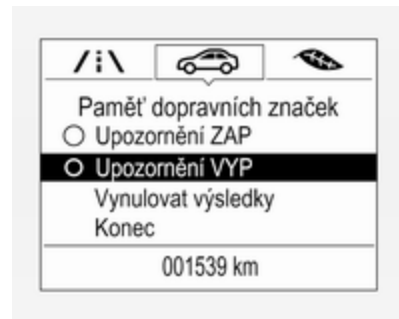 Paměť dopravních značek
Upozornění ZAP
Upozornění VYP
Vynulovat výsledky
Konec
001539 km